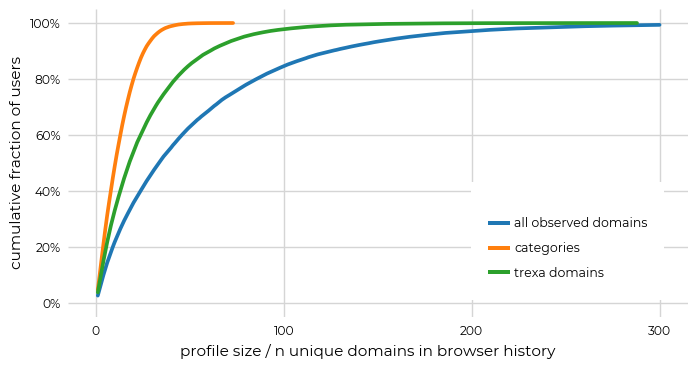 cumulative fraction of users
100%
80%
60%
40%
20%
0%
all observed domains
categories
trexa domains
0
100
200
300
profile size / n unique domains in browser history